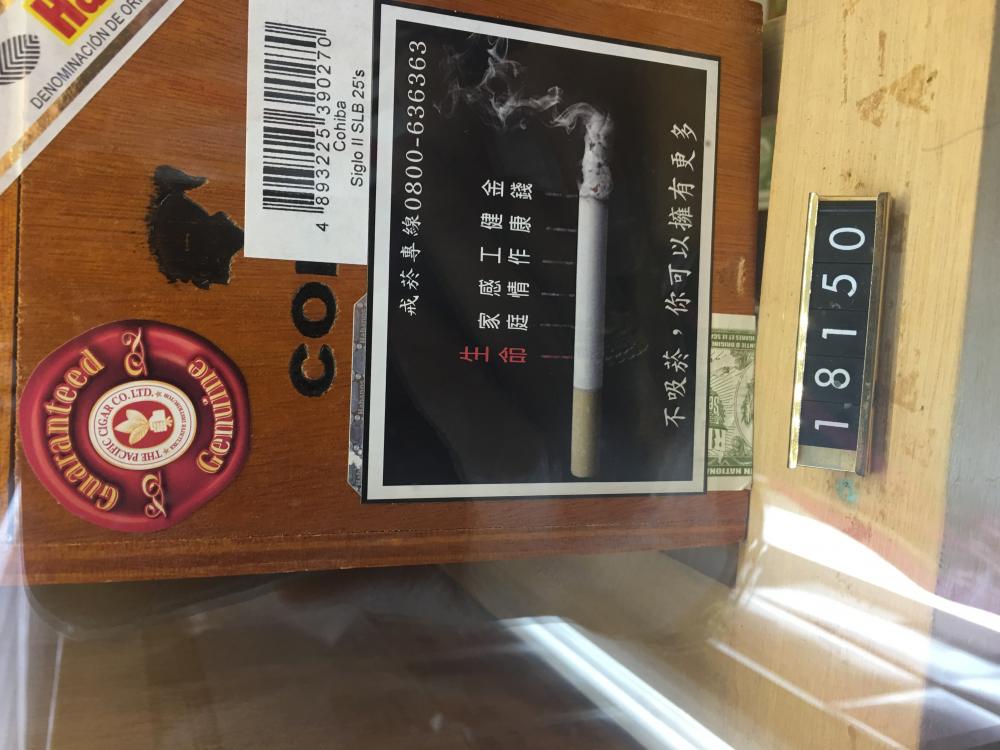 Guaranteed
Genuine
THE PACIFIC CIGAR CO. LTD.
DENOMINACIÓN DE
4 893225 390270
Cohiba
Siglo II SLB 25's
CO
戒菸專線0800-636363
生命 家庭 感情 工作 健康 金錢
不吸菸，你可以擁有更多
Habanos
18150